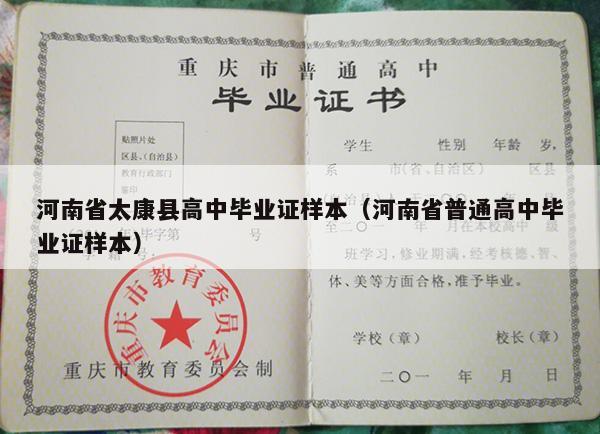 重庆市普通高中
毕业证书
贴照片处
区县、(自治县)
教育行政部门
钢印
学生 性别 年龄 岁,
系 市(省、自治区) 区县
河南省太康县高中毕业证样本（河南省普通高中毕
业证样本）
毕字第 号
至二〇一 年 月在本校高中 级
班学习,修业期满,经考核德、智、
体、美等方面合格,准予毕业。
重庆市教育委员会
重庆市教育委员会制
学校(章) 校长(章)
二〇一 年 月 日